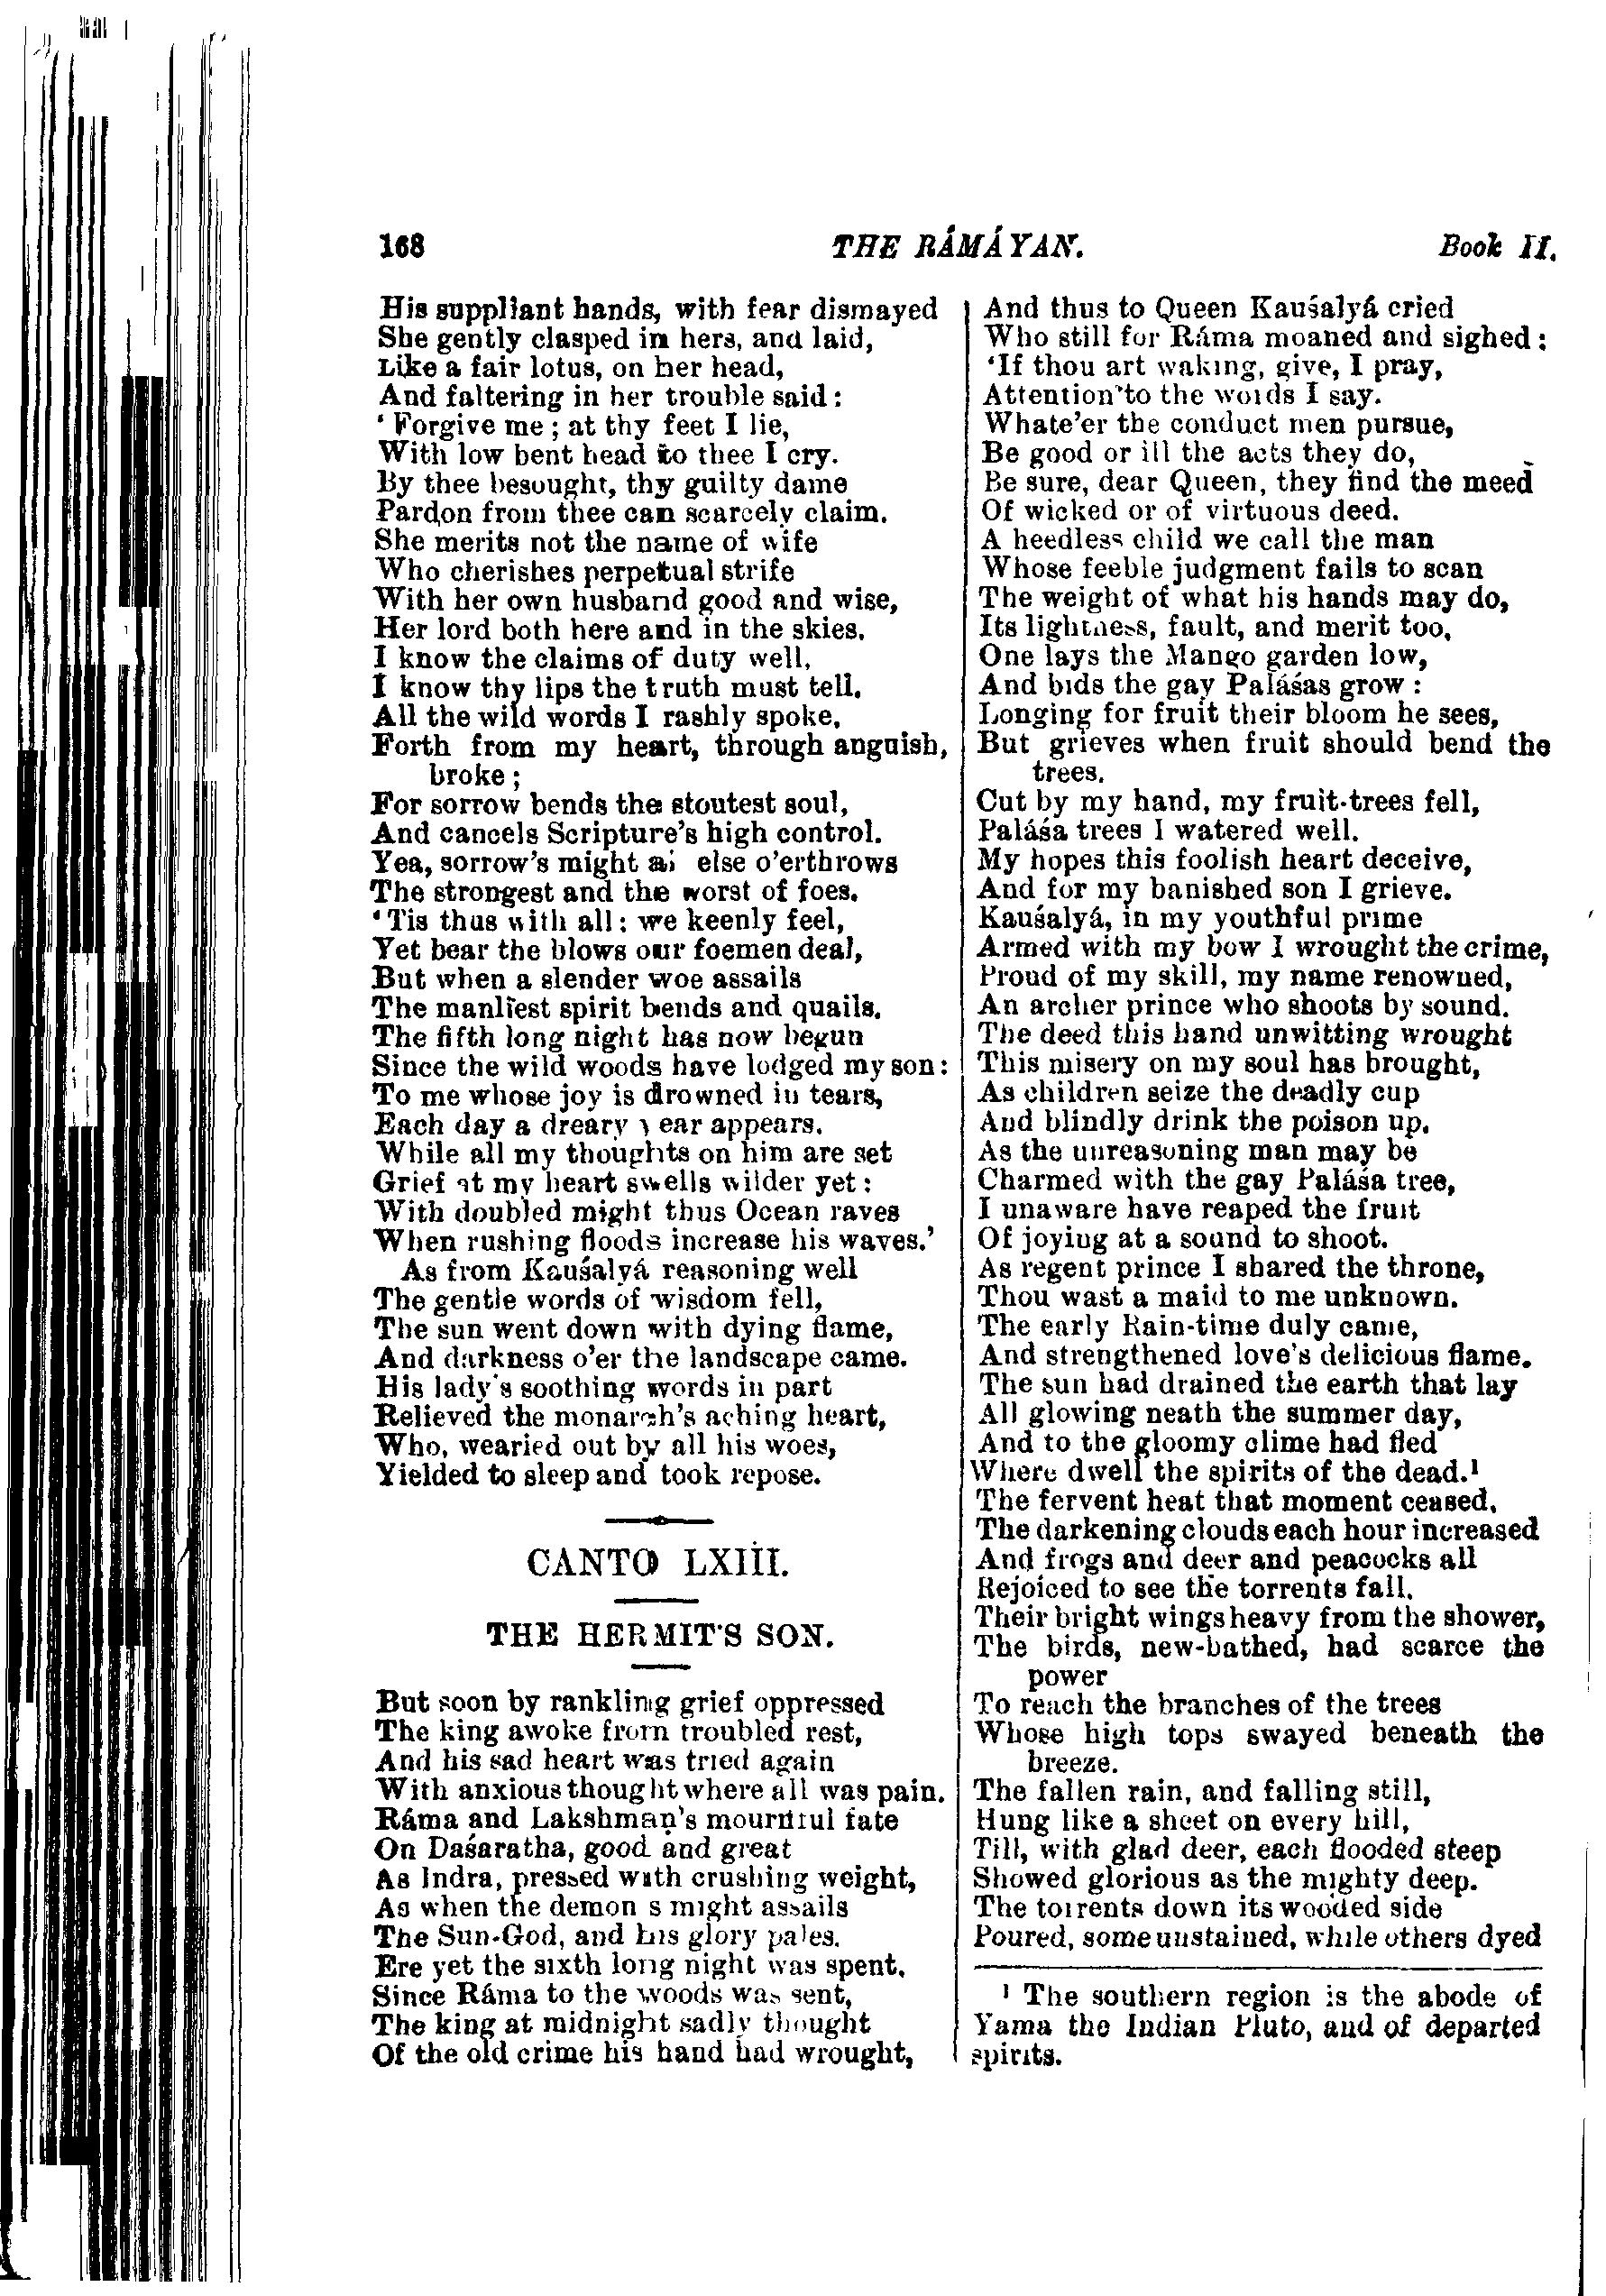 168 THE RÁMÁYAN. Book II.
His suppliant hands, with fear dismayed
She gently clasped in hers, and laid,
Like a fair lotus, on her head,
And faltering in her trouble said:
‘Forgive me; at thy feet I lie,
With low bent head to thee I cry.
By thee besought, thy guilty dame
Pardon from thee can scarcely claim.
She merits not the name of wife
Who cherishes perpetual strife
With her own husband good and wise,
Her lord both here and in the skies.
I know the claims of duty well,
I know thy lips the truth must tell.
All the wild words I rashly spoke,
Forth from my heart, through anguish,
broke;
For sorrow bends the stoutest soul,
And cancels Scripture's high control.
Yea, sorrow's might all else o'erthrows
The strongest and the worst of foes.
'Tis thus with all: we keenly feel,
Yet bear the blows our foemen deal,
But when a slender woe assails
The manliest spirit bends and quails.
The fifth long night has now begun
Since the wild woods have lodged my son:
To me whose joy is drowned in tears,
Each day a dreary year appears.
While all my thoughts on him are set
Grief at my heart swells wilder yet:
With doubled might thus Ocean raves
When rushing floods increase his waves.’
As from Kauśalyá reasoning well
The gentle words of wisdom fell,
The sun went down with dying flame,
And darkness o'er the landscape came.
His lady's soothing words in part
Relieved the monarch's aching heart,
Who, wearied out by all his woes,
Yielded to sleep and took repose.
CANTO LXIII.
THE HERMIT'S SON.
But soon by rankling grief oppressed
The king awoke from troubled rest,
And his sad heart was tried again
With anxious thought where all was pain.
Ráma and Lakshmaṇ's mournful fate
On Daśaratha, good and great
As Indra, pressed with crushing weight,
As when the demon's might assails
The Sun-God, and his glory pales.
Ere yet the sixth long night was spent,
Since Ráma to the woods was sent,
The king at midnight sadly thought
Of the old crime his hand had wrought,
And thus to Queen Kauśalyá cried
Who still for Ráma moaned and sighed:
‘If thou art waking, give, I pray,
Attention to the words I say.
Whate'er the conduct men pursue,
Be good or ill the acts they do,
Be sure, dear Queen, they find the meed
Of wicked or of virtuous deed.
A heedless child we call the man
Whose feeble judgment fails to scan
The weight of what his hands may do,
Its lightness, fault, and merit too.
One lays the Mango garden low,
And bids the gay Paláśas grow:
Longing for fruit their bloom he sees,
But grieves when fruit should bend the
trees.
Cut by my hand, my fruit-trees fell,
Paláśa trees I watered well.
My hopes this foolish heart deceive,
And for my banished son I grieve.
Kauśalyá, in my youthful prime
Armed with my bow I wrought the crime,
Proud of my skill, my name renowned,
An archer prince who shoots by sound.
The deed this hand unwitting wrought
This misery on my soul has brought,
As children seize the deadly cup
And blindly drink the poison up.
As the unreasoning man may be
Charmed with the gay Paláśa tree,
I unaware have reaped the fruit
Of joying at a sound to shoot.
As regent prince I shared the throne,
Thou wast a maid to me unknown.
The early Rain-time duly came,
And strengthened love's delicious flame.
The sun had drained the earth that lay
All glowing neath the summer day,
And to the gloomy clime had fled
Where dwell the spirits of the dead.¹
The fervent heat that moment ceased,
The darkening clouds each hour increased
And frogs and deer and peacocks all
Rejoiced to see the torrents fall.
Their bright wings heavy from the shower,
The birds, new-bathed, had scarce the
power
To reach the branches of the trees
Whose high tops swayed beneath the
breeze.
The fallen rain, and falling still,
Hung like a sheet on every hill,
Till, with glad deer, each flooded steep
Showed glorious as the mighty deep.
The torrents down its wooded side
Poured, some unstained, while others dyed
¹ The southern region is the abode of
Yama the Indian Pluto, and of departed
spirits.